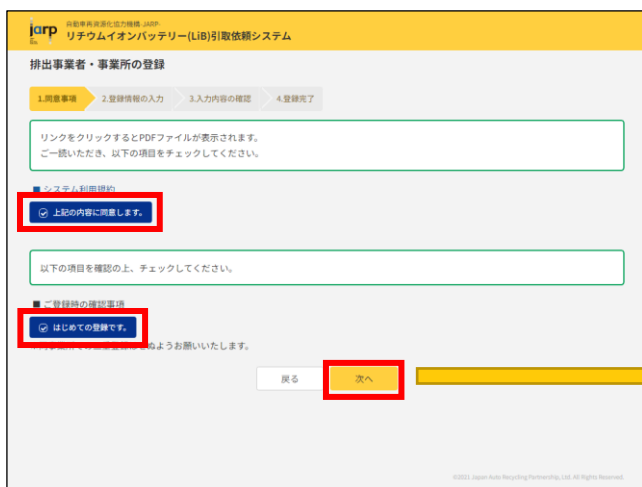 jarp
自動車再資源化協力機構-JARP-
リチウムイオンバッテリー(LiB)引取依頼システム
排出事業者・事業所の登録
1.同意事項 2.登録情報の入力 3.入力内容の確認 4.登録完了
リンクをクリックするとPDFファイルが表示されます。
ご一読いただき、以下の項目をチェックしてください。
■ システム利用規約
上記の内容に同意します。
以下の項目を確認の上、チェックしてください。
■ ご登録時の確認事項
はじめての登録です。
ぬようお願いいたします。
戻る 次へ
©2021 Japan Auto Recycling Partnership, Ltd. All Rights Reserved.